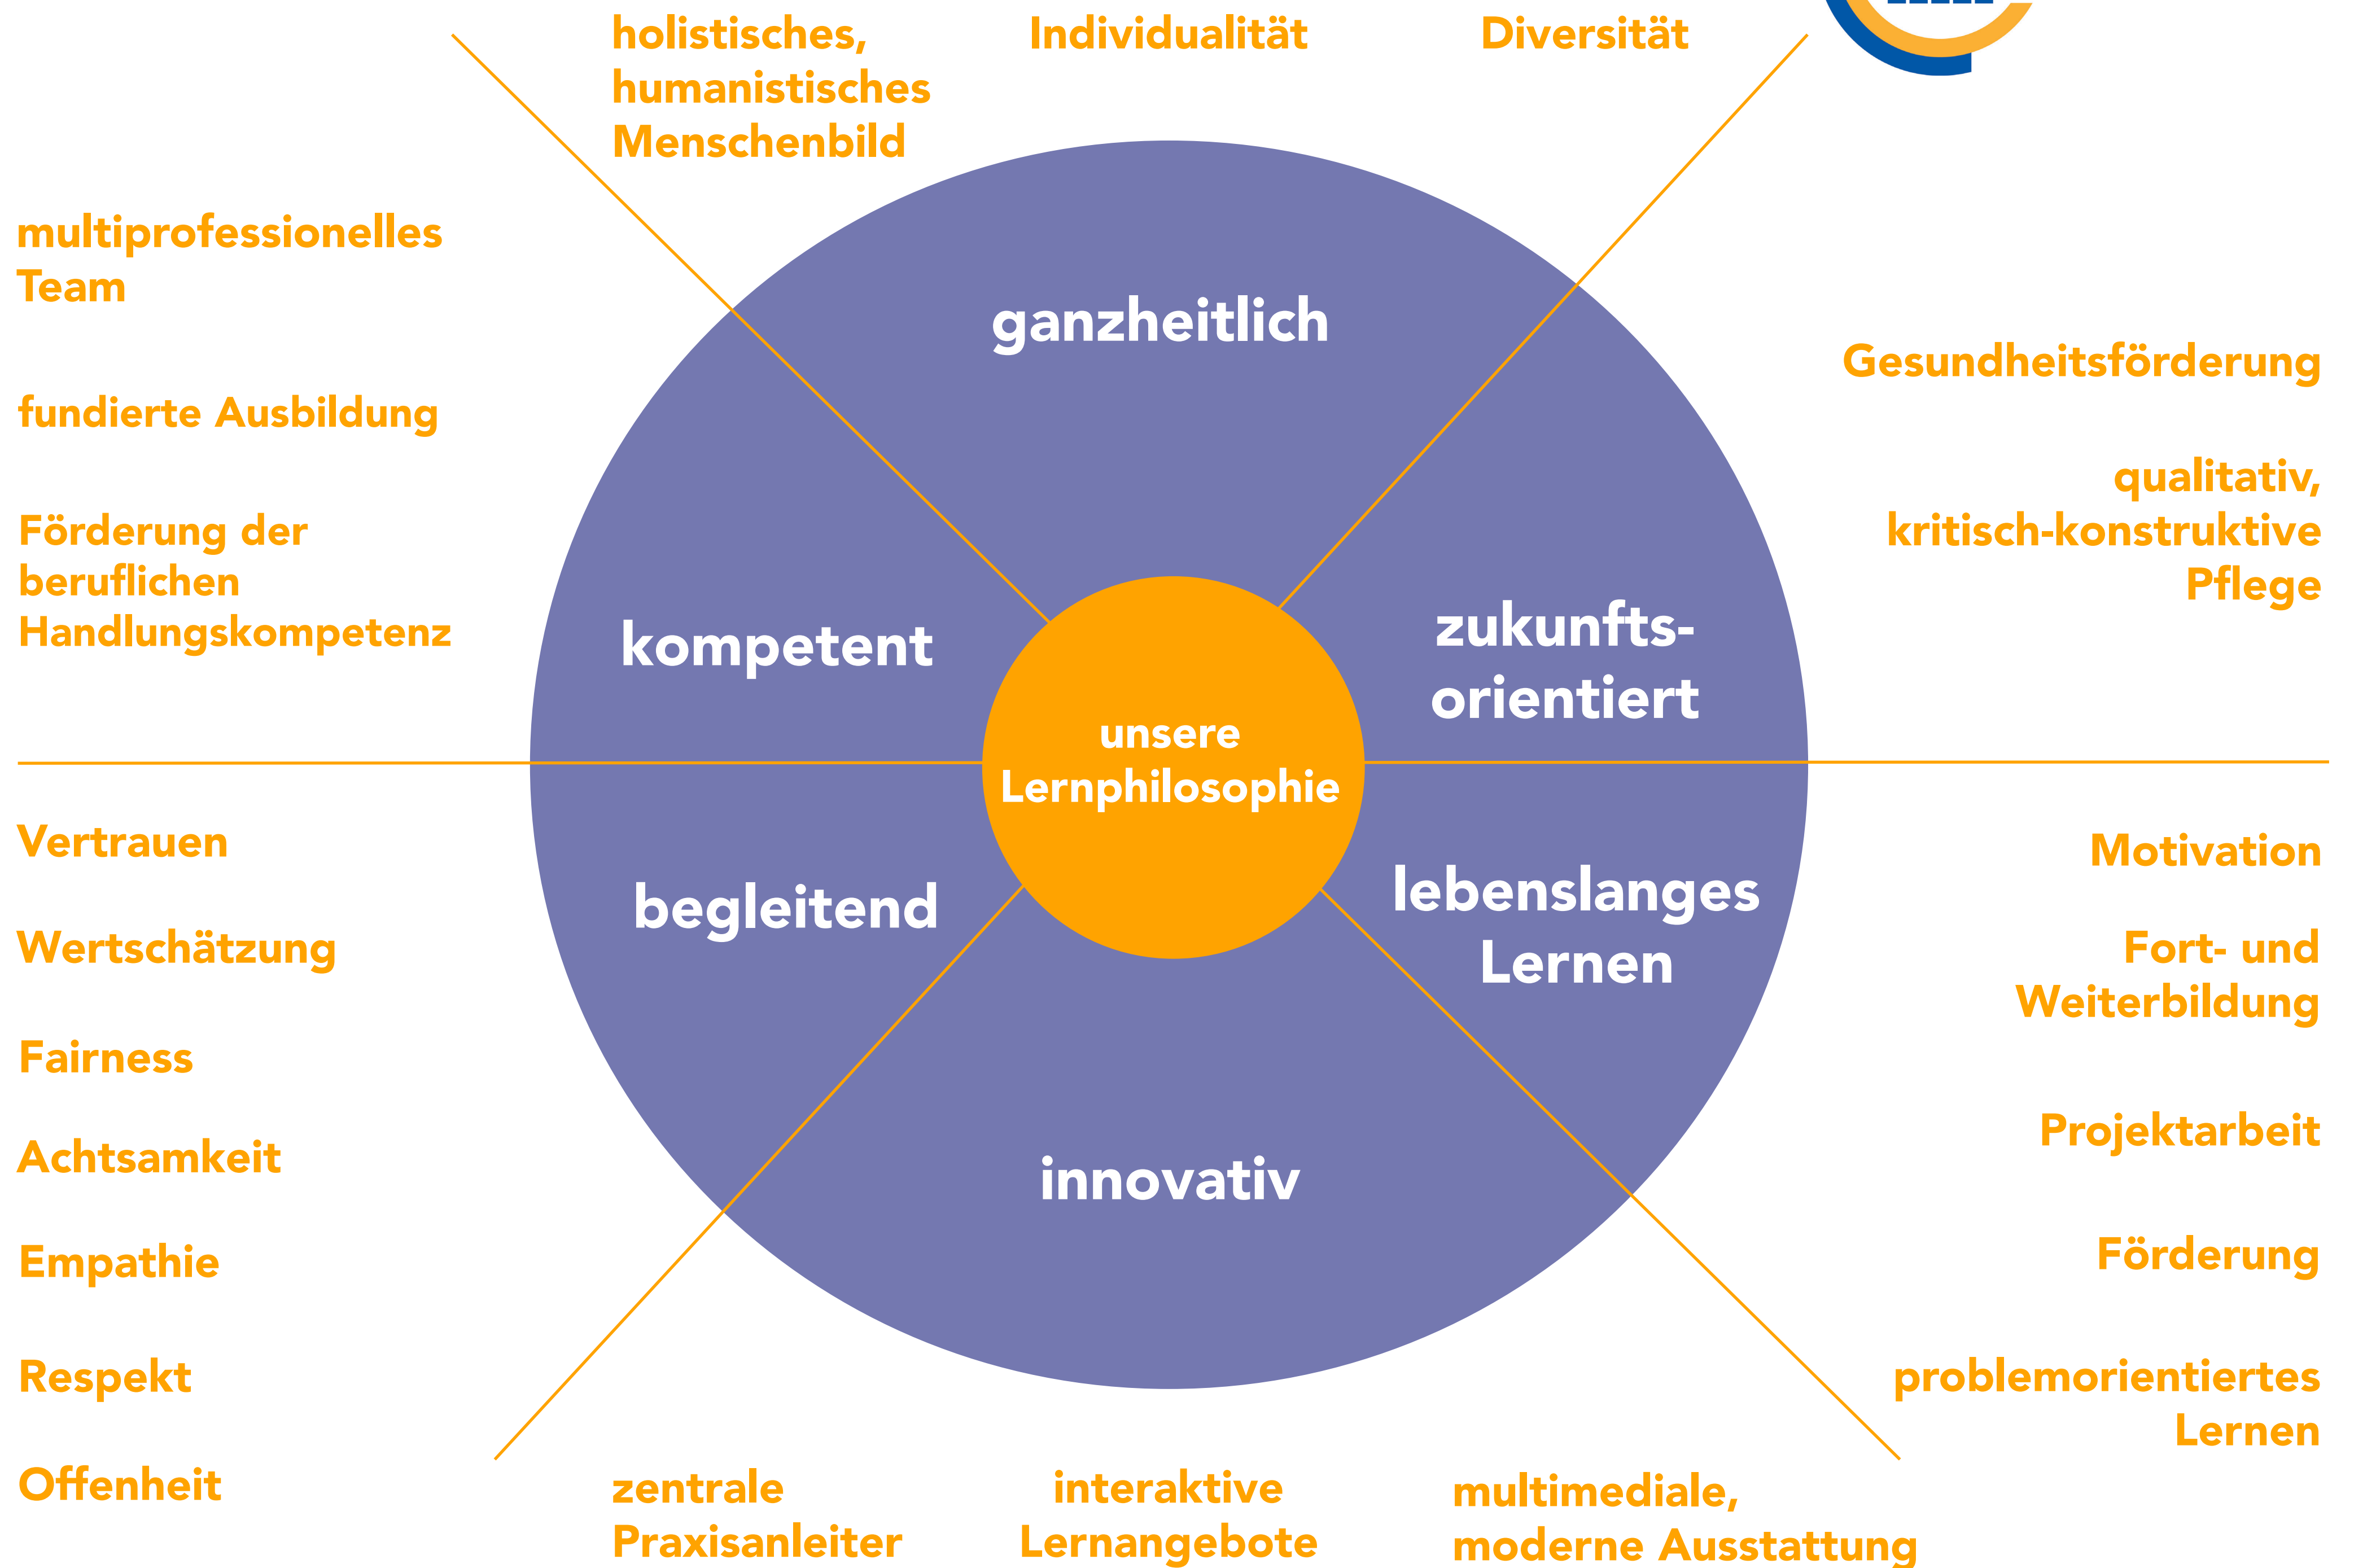 holistisches,
humanistisches
Menschenbild
Individualität
Diversität
multiprofessionelles
Team
fundierte Ausbildung
Förderung der
beruflichen
Handlungskompetenz
ganzheitlich
kompetent
zukunfts-
orientiert
Gesundheitsförderung
qualitativ,
kritisch-konstruktive
Pflege
unsere
Lernphilosophie
Vertrauen
Wertschätzung
Fairness
Achtsamkeit
Empathie
Respekt
Offenheit
begleitend
lebenslanges
Lernen
innovativ
Motivation
Fort- und
Weiterbildung
Projektarbeit
Förderung
problemorientiertes
Lernen
zentrale
Praxisanleiter
interaktive
Lernangebote
multimediale,
moderne Ausstattung